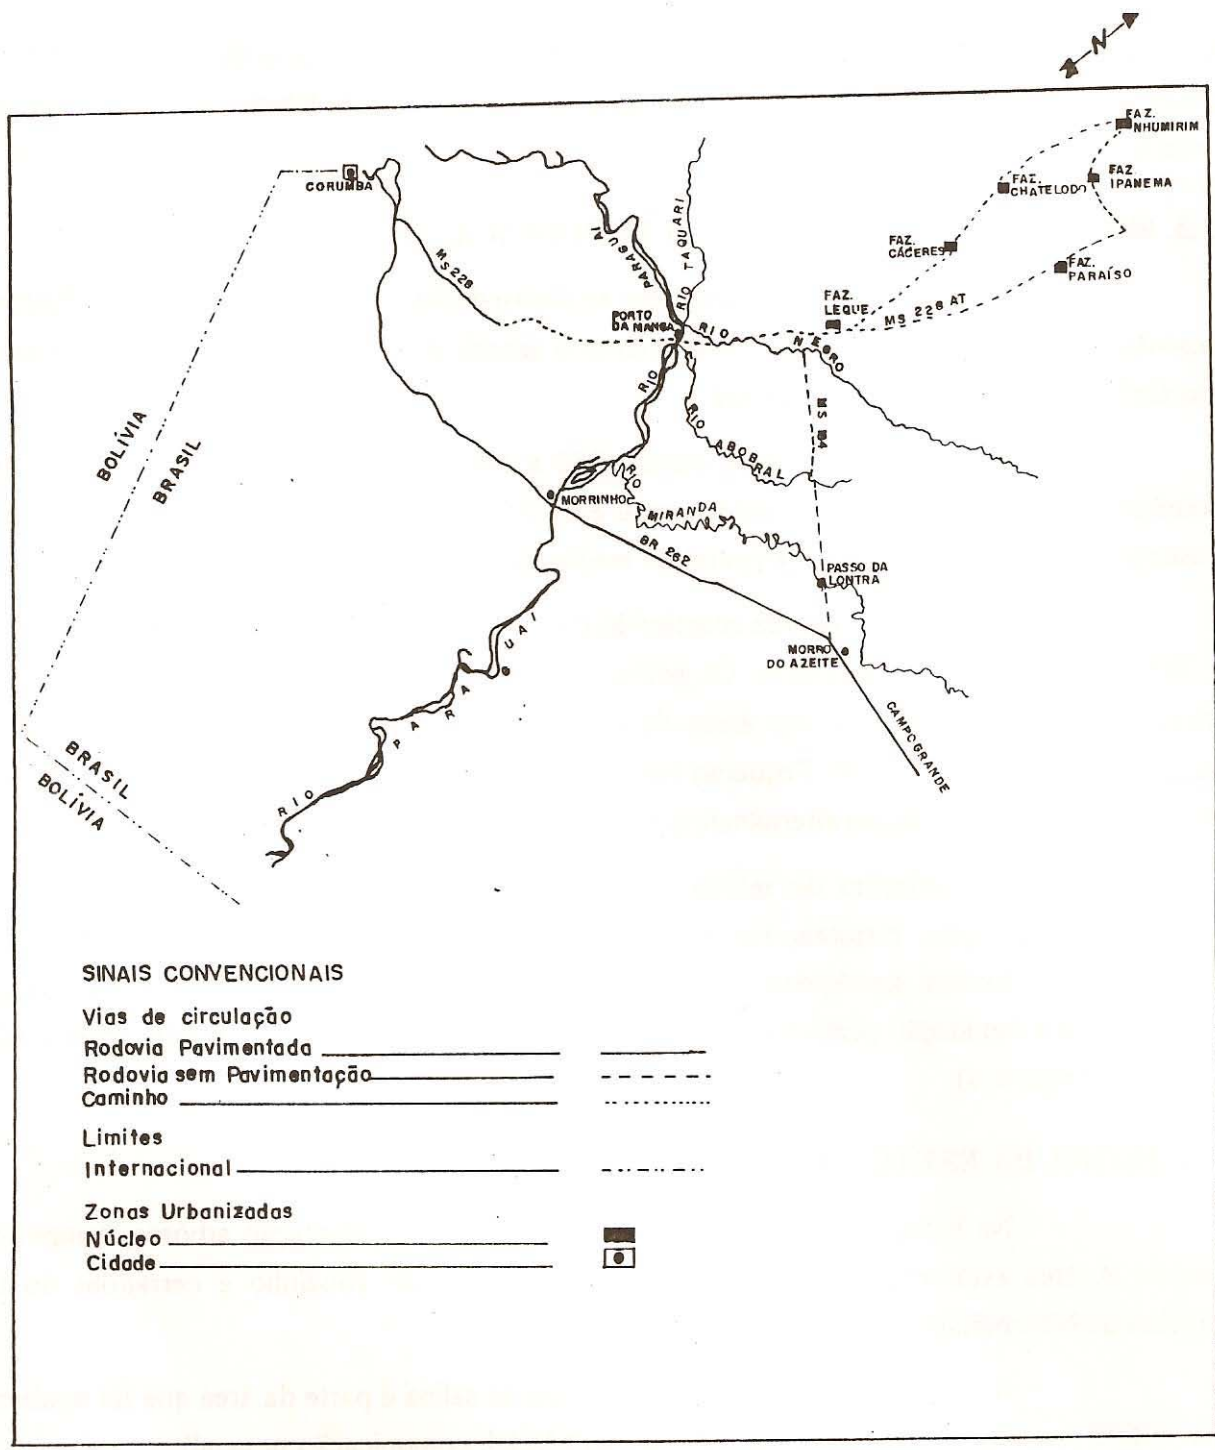 N
FAZ.
NHUMIRIM
FAZ.
IPANEMA
FAZ.
CHATELODO
FAZ.
CÁCERES
FAZ.
PARAÍSO
FAZ.
LEQUE
MS 228 AT
CORUMBA
MS 228
PARAGUAI
RIO TAQUARI
PORTO
DA MANGA
RIO
NEGRO
RIO
MS 184
RIO ABOBRAL
BOLÍVIA
BRASIL
MORRINHO
RIO
MIRANDA
BR 262
PASSO DA
LONTRA
MORRO
DO AZEITE
CAMPO GRANDE
RIO
PARA UAI
BRASIL
BOLÍVIA
SINAIS CONVENCIONAIS
Vias de circulação
Rodovia Pavimentada
Rodovia sem Pavimentação
Caminho
Limites
Internacional
Zonas Urbanizadas
Núcleo
Cidade